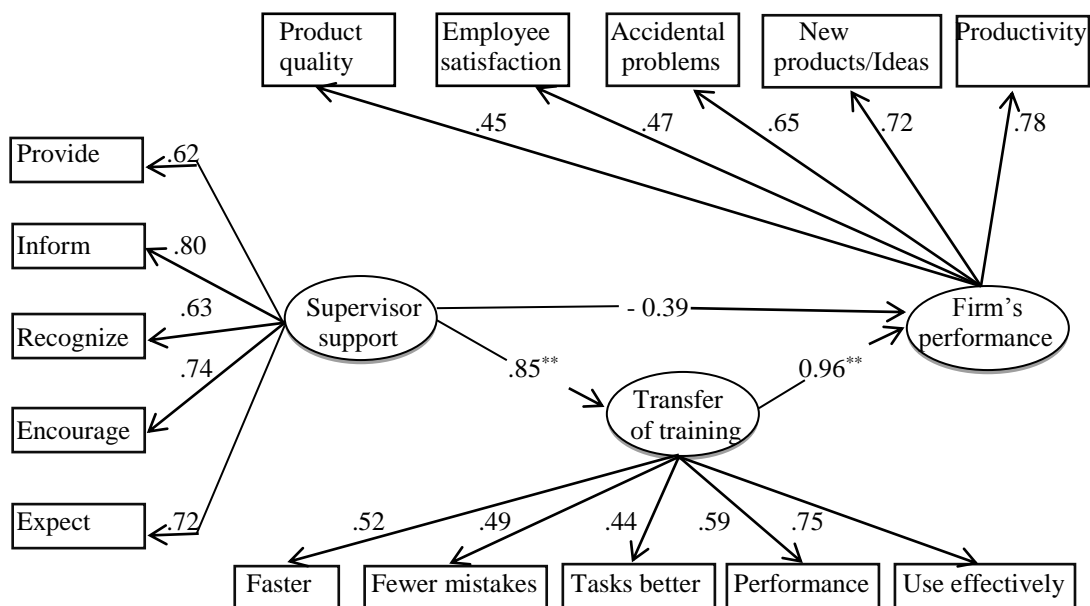 Product quality
Employee satisfaction
Accidental problems
New products/Ideas
Productivity
.45
.47
.65
.72
.78
Provide
.62
Inform
.80
Recognize
.63
Encourage
.74
Expect
.72
Supervisor support
- 0.39
Firm's performance
.85**
0.96**
Transfer of training
.52
.49
.44
.59
.75
Faster
Fewer mistakes
Tasks better
Performance
Use effectively